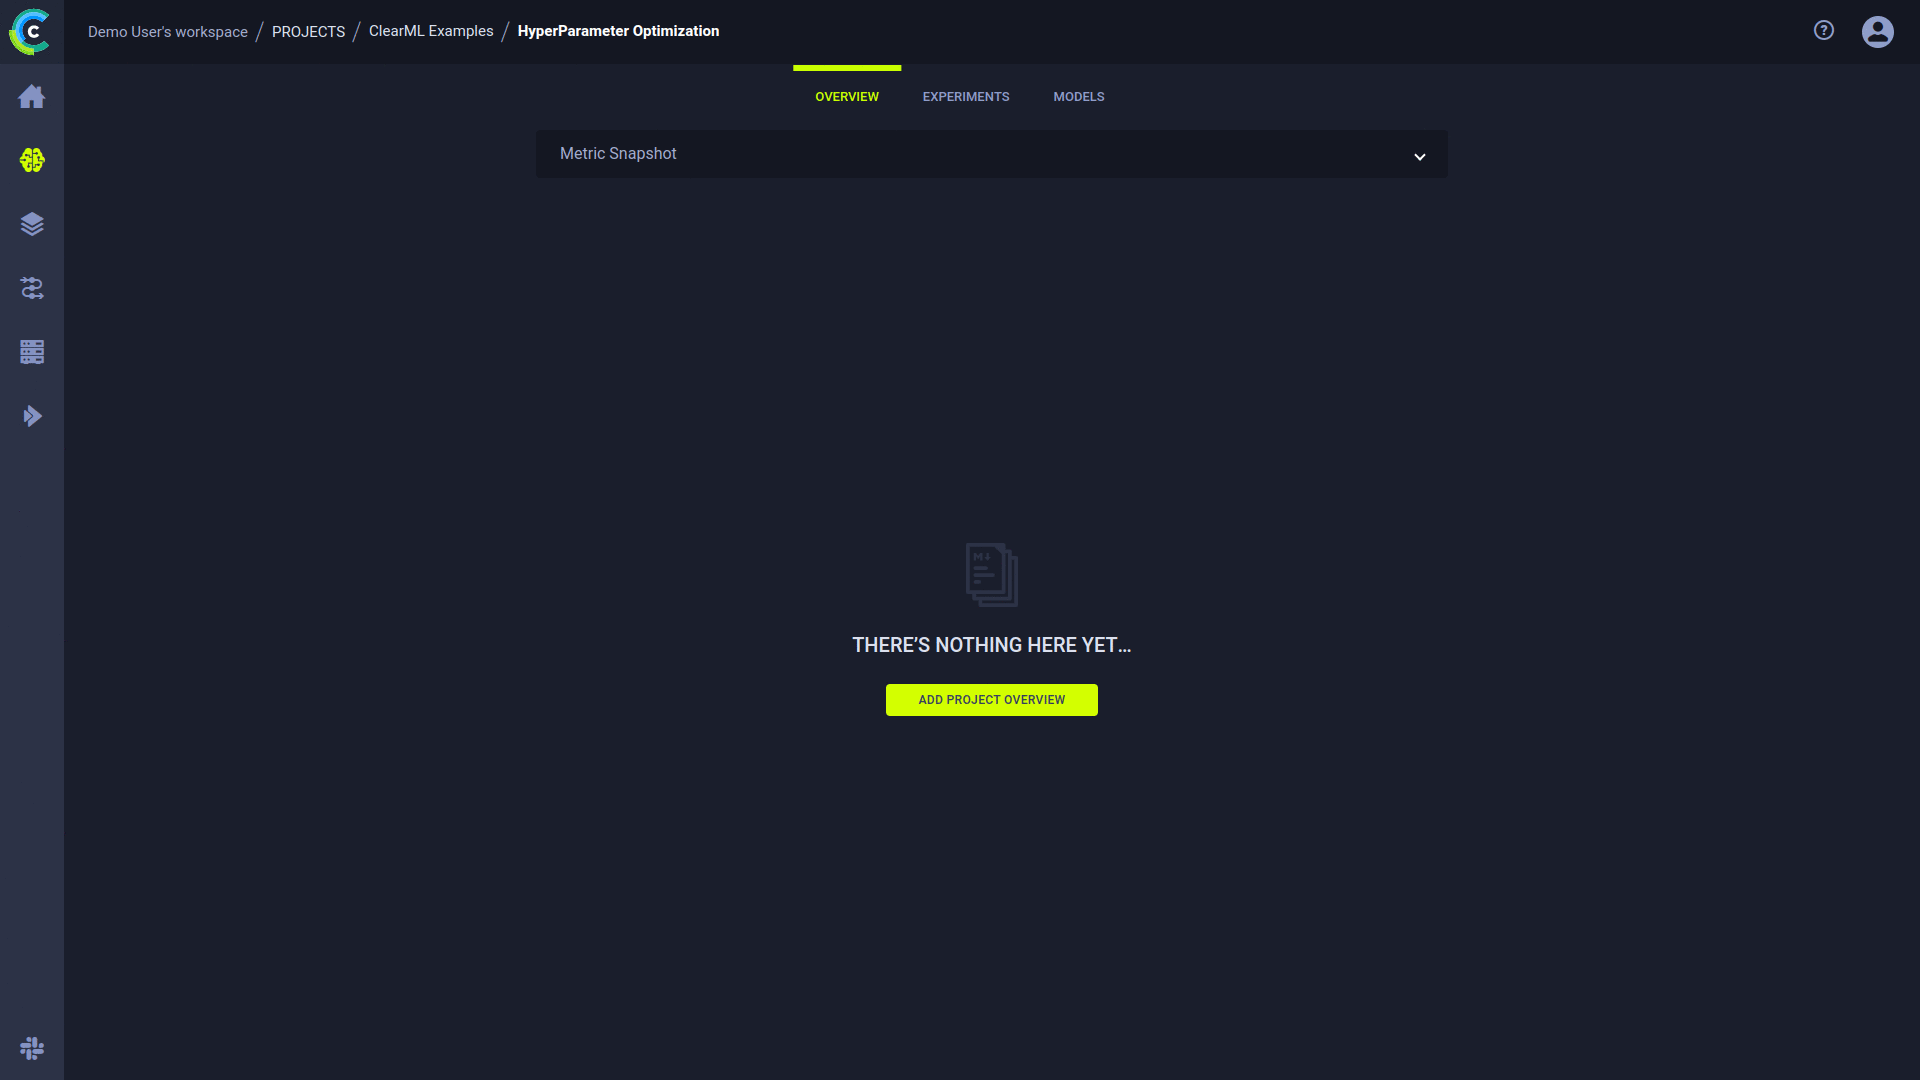 Demo User's workspace / PROJECTS / ClearML Examples / HyperParameter Optimization
OVERVIEW EXPERIMENTS MODELS
Metric Snapshot
M
THERE’S NOTHING HERE YET…
ADD PROJECT OVERVIEW